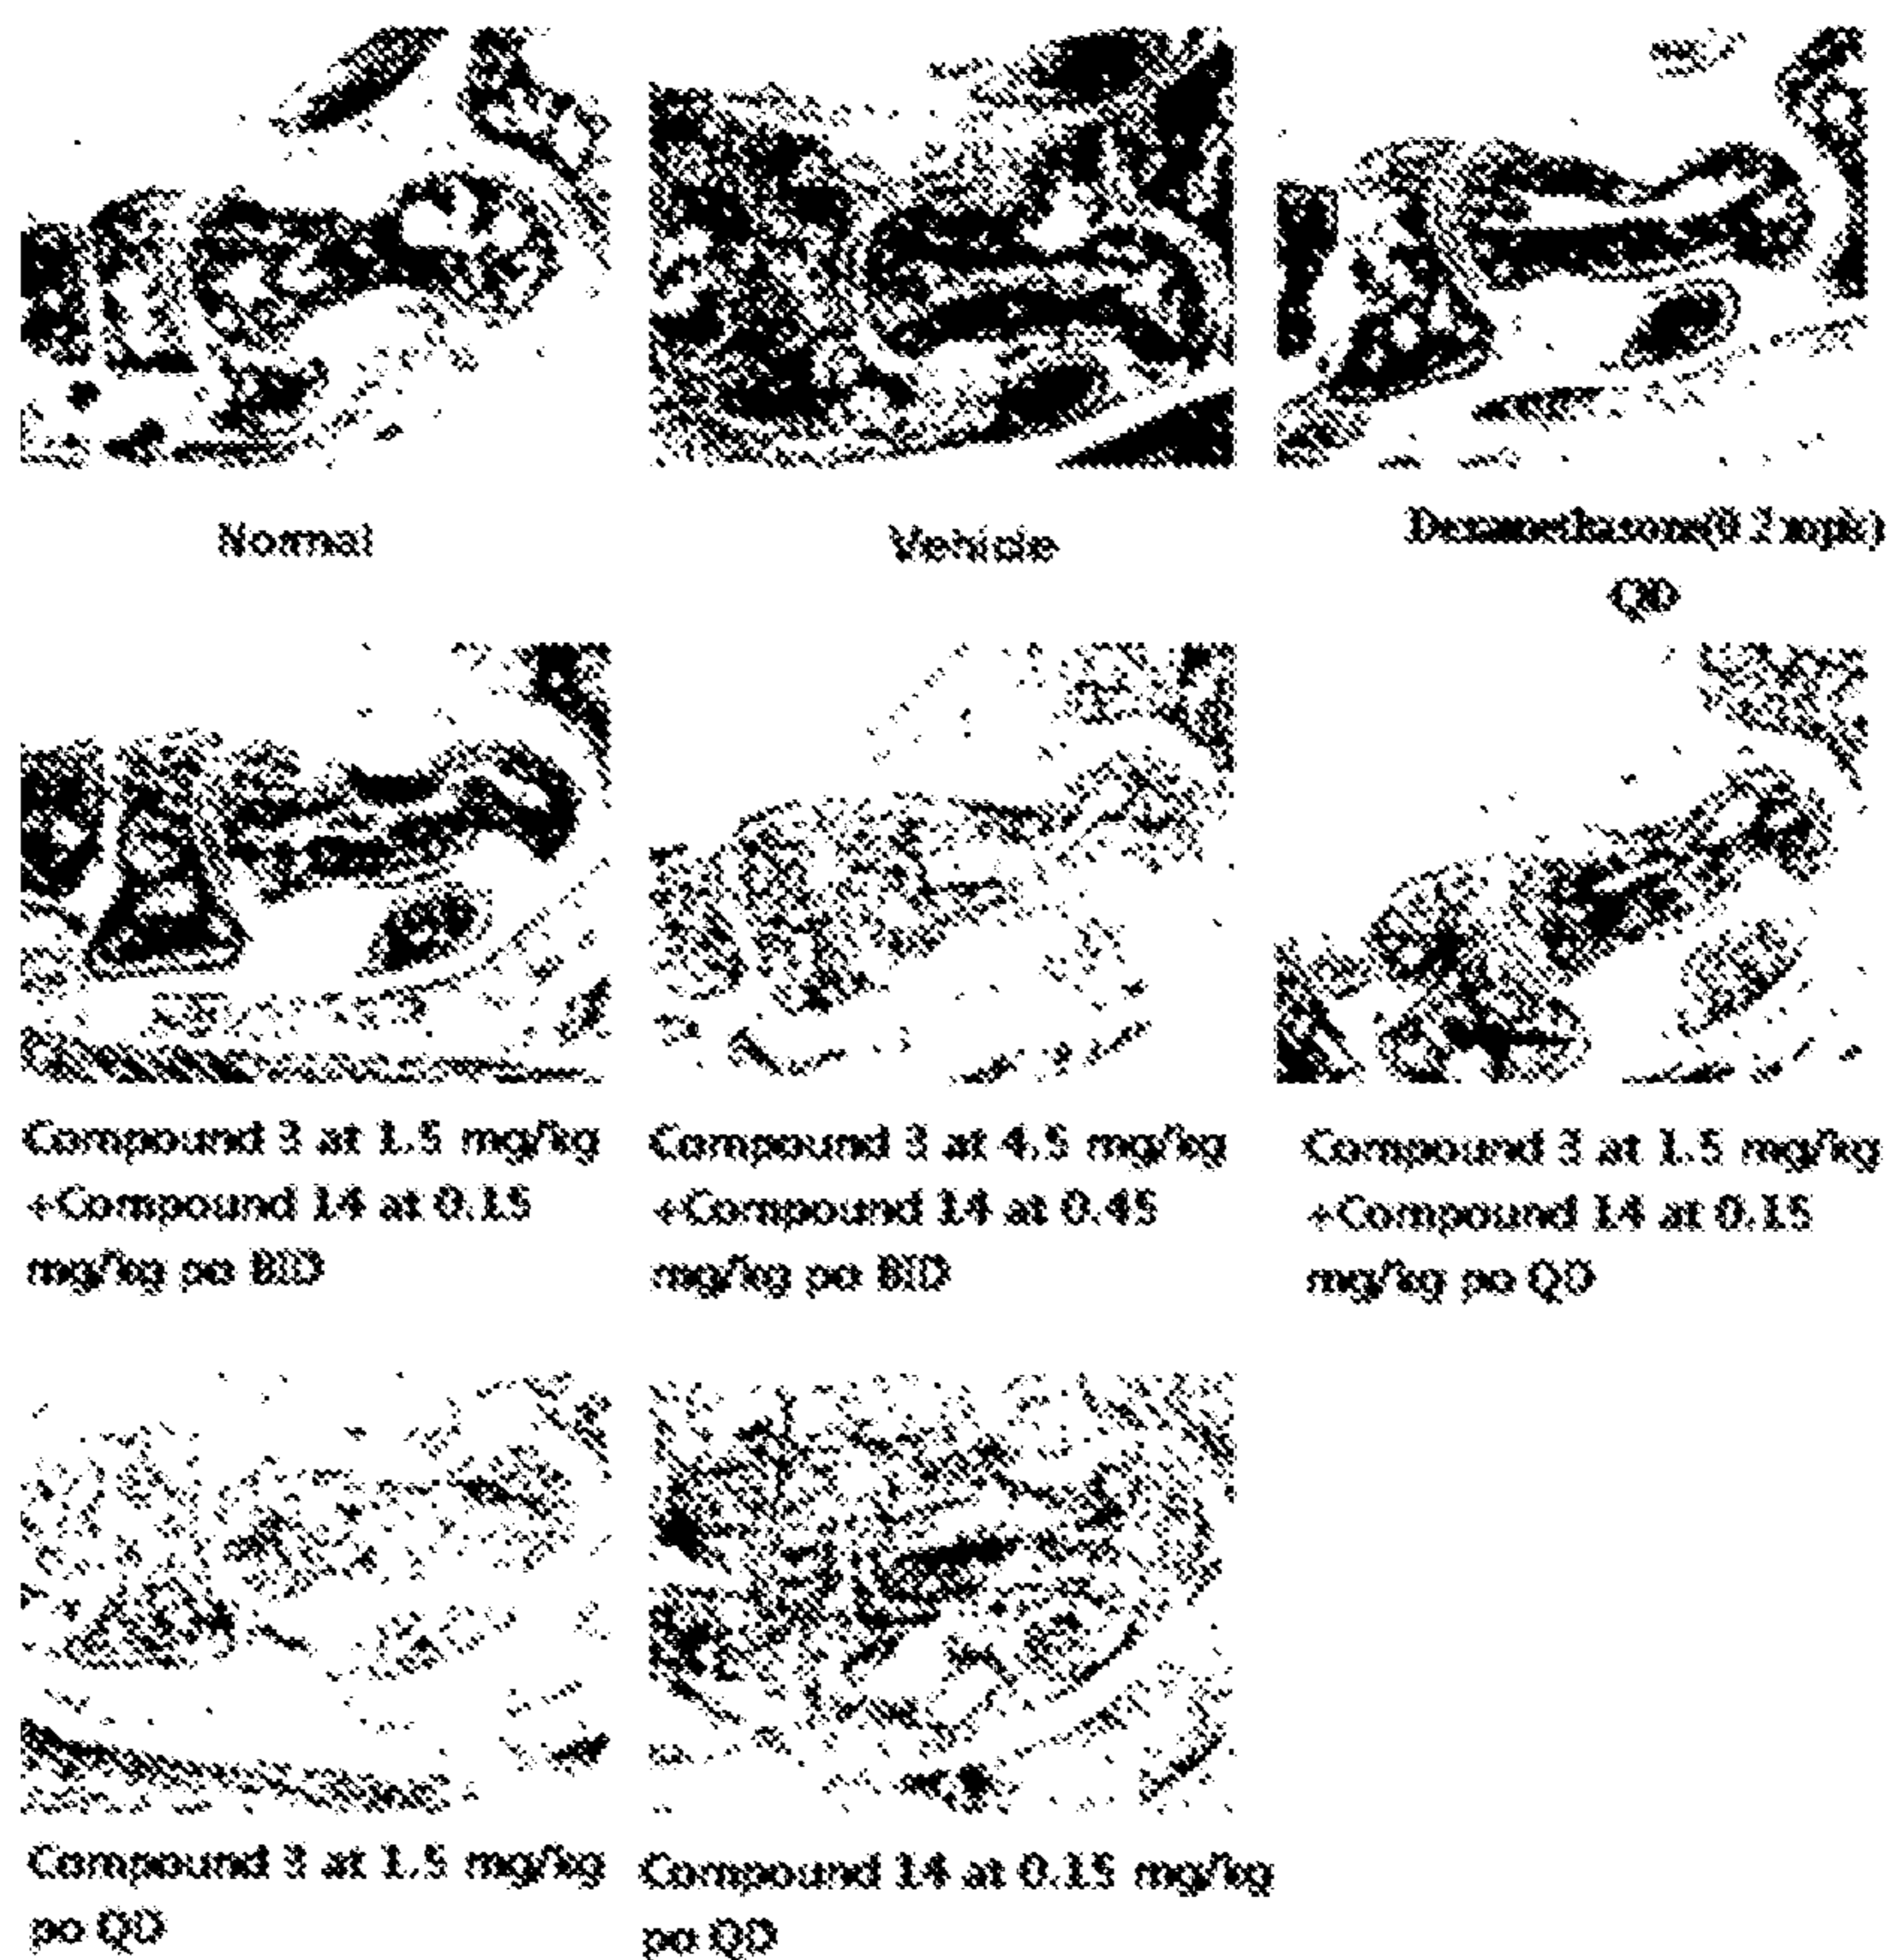 Normal
Vehicle
Dexamethasone(0.2mpk)
QD
Compound 3 at 1.5 mg/kg
+Compound 14 at 0.15
mg/kg po BID
Compound 3 at 4.5 mg/kg
+Compound 14 at 0.45
mg/kg po BID
Compound 3 at 1.5 mg/kg
+Compound 14 at 0.15
mg/kg po QD
Compound 3 at 1.5 mg/kg
po QD
Compound 14 at 0.15 mg/kg
po QD